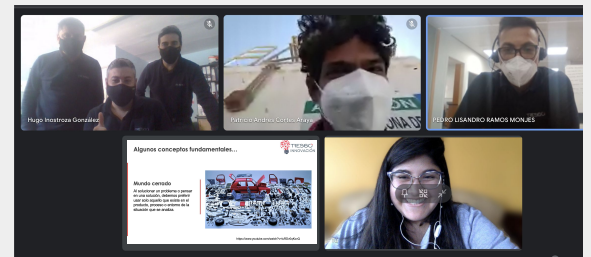 Hugo Inostroza González
Patricio Andrés Cortés Araya
PEDRO LISANDRO RAMOS MONJES
Algunos conceptos fundamentales...
TIES60
INNOVACIÓN
Mundo cerrado
Al solucionar un problema o pensar
en una solución, debemos preferir
usar solo aquello que existe en el
producto, proceso o entorno de la
situación que se analiza.